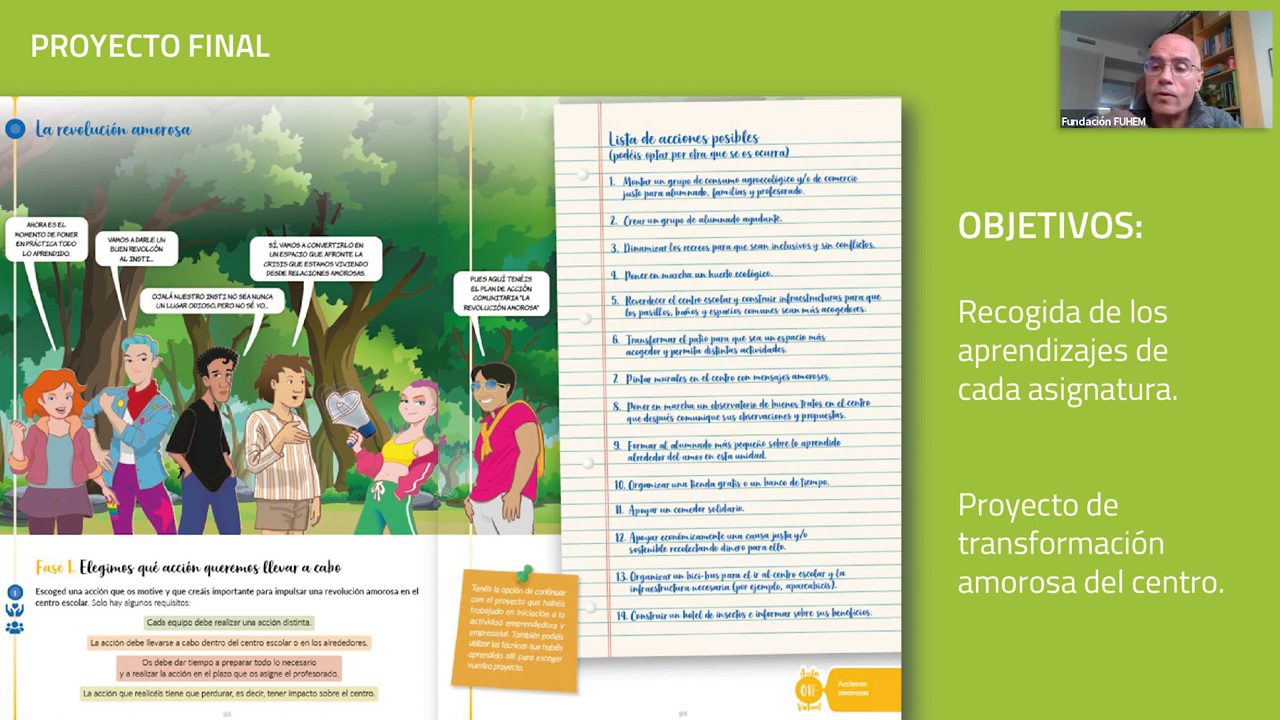 PROYECTO FINAL
Fundación FUHEM
La revolución amorosa
AHORA ES EL
MOMENTO DE PONER
EN PRÁCTICA TODO
LO APRENDIDO.
VAMOS A DARLE UN
BUEN REVOLCÓN
AL INSTI...
OJALÁ NUESTRO INSTI NO SEA NUNCA
UN LUGAR ODIOSO, PERO NO SÉ YO...
SÍ, VAMOS A CONVERTIRLO EN
UN ESPACIO QUE AFRONTE LA
CRISIS QUE ESTAMOS VIVIENDO
DESDE RELACIONES AMOROSAS.
PUES AQUÍ TENÉIS
EL PLAN DE ACCIÓN
COMUNITARIA "LA
REVOLUCIÓN AMOROSA"
Fase 1. Elegimos qué acción queremos llevar a cabo
1
Escoged una acción que os motive y que creáis importante para impulsar una revolución amorosa en el
centro escolar. Solo hay algunos requisitos:
Cada equipo debe realizar una acción distinta.
La acción debe llevarse a cabo dentro del centro escolar o en los alrededores.
Os debe dar tiempo a preparar todo lo necesario
y a realizar la acción en el plazo que os asigne el profesorado.
La acción que realicéis tiene que perdurar, es decir, tener impacto sobre el centro.
Tenéis la opción de continuar
con el proyecto que habéis
trabajado en Iniciación a la
actividad emprendedora y
empresarial. También podéis
utilizar las técnicas que habéis
aprendido allí para escoger
vuestro proyecto.
Lista de acciones posibles
(podéis optar por otra que se os ocurra)
1. Montar un grupo de consumo agroecológico y/o de comercio
justo para alumnado, familias y profesorado.
2. Crear un grupo de alumnado ayudante.
3. Dinamizar los recreos para que sean inclusivos y sin conflictos.
4. Poner en marcha un huerto ecológico.
5. Reverdecer el centro escolar y construir infraestructuras para que
los pasillos, baños y espacios comunes sean más acogedores.
6. Transformar el patio para que sea un espacio más
acogedor y permita distintas actividades.
7. Pintar murales en el centro con mensajes amorosos.
8. Poner en marcha un observatorio de buenos tratos en el centro
que después comunique sus observaciones y propuestas.
9. Formar al alumnado más pequeño sobre lo aprendido
alrededor del amor en esta unidad.
10. Organizar una tienda gratis o un banco de tiempo.
11. Apoyar un comedor solidario.
12. Apoyar económicamente una causa justa y/o
sostenible recolectando dinero para ello.
13. Organizar un bici-bus para el ir al centro escolar y la
infraestructura necesaria (por ejemplo, aparcabicis).
14. Construir un hotel de insectos e informar sobre sus beneficios.
Aula
Virtual
Acciones
amorosas
OBJETIVOS:
Recogida de los
aprendizajes de
cada asignatura.
Proyecto de
transformación
amorosa del centro.